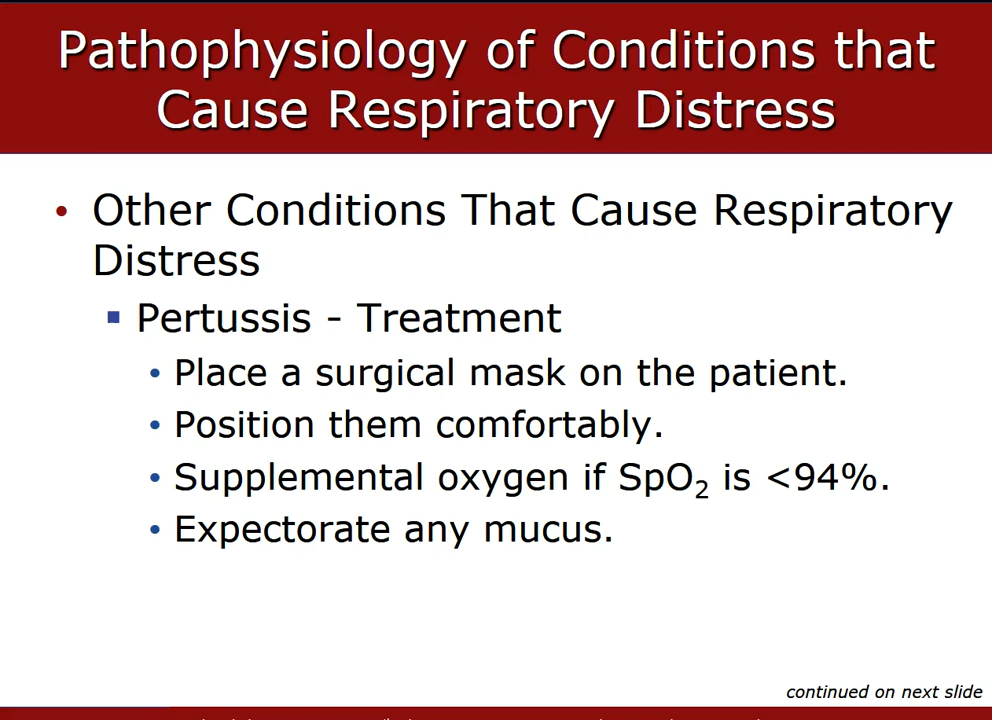 Pathophysiology of Conditions that
Cause Respiratory Distress
• Other Conditions That Cause Respiratory
Distress
▪ Pertussis - Treatment
• Place a surgical mask on the patient.
• Position them comfortably.
• Supplemental oxygen if SpO₂ is <94%.
• Expectorate any mucus.
continued on next slide